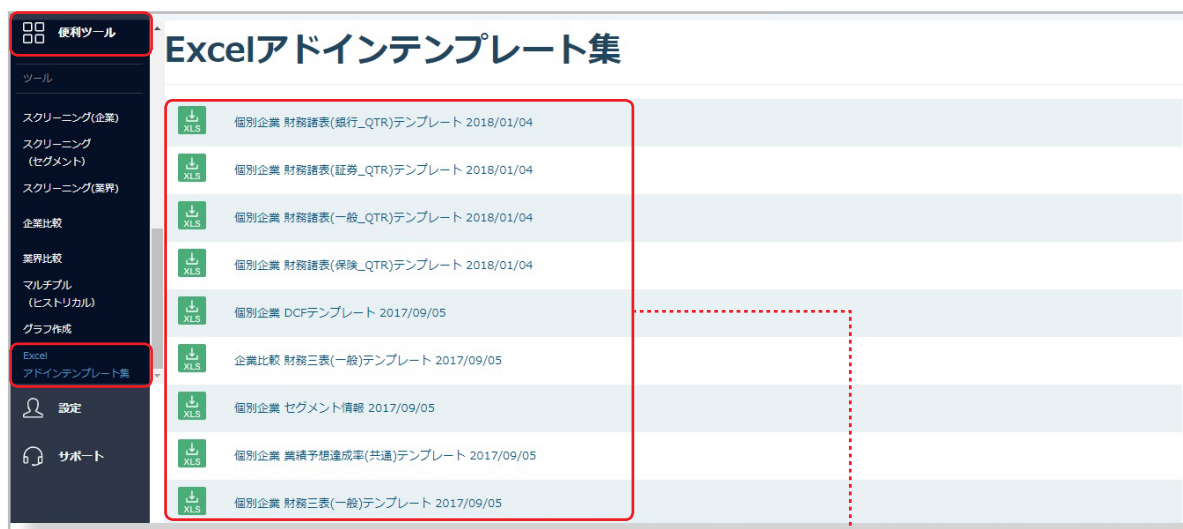 便利ツール
ツール
スクリーニング(企業)
スクリーニング
（セグメント）
スクリーニング(業界)
企業比較
業界比較
マルチプル
（ヒストリカル）
グラフ作成
Excel
アドインテンプレート集
設定
サポート
Excelアドインテンプレート集
XLS 個別企業 財務諸表(銀行_QTR)テンプレート 2018/01/04
XLS 個別企業 財務諸表(証券_QTR)テンプレート 2018/01/04
XLS 個別企業 財務諸表(一般_QTR)テンプレート 2018/01/04
XLS 個別企業 財務諸表(保険_QTR)テンプレート 2018/01/04
XLS 個別企業 DCFテンプレート 2017/09/05
XLS 企業比較 財務三表(一般)テンプレート 2017/09/05
XLS 個別企業 セグメント情報 2017/09/05
XLS 個別企業 業績予想達成率(共通)テンプレート 2017/09/05
XLS 個別企業 財務三表(一般)テンプレート 2017/09/05